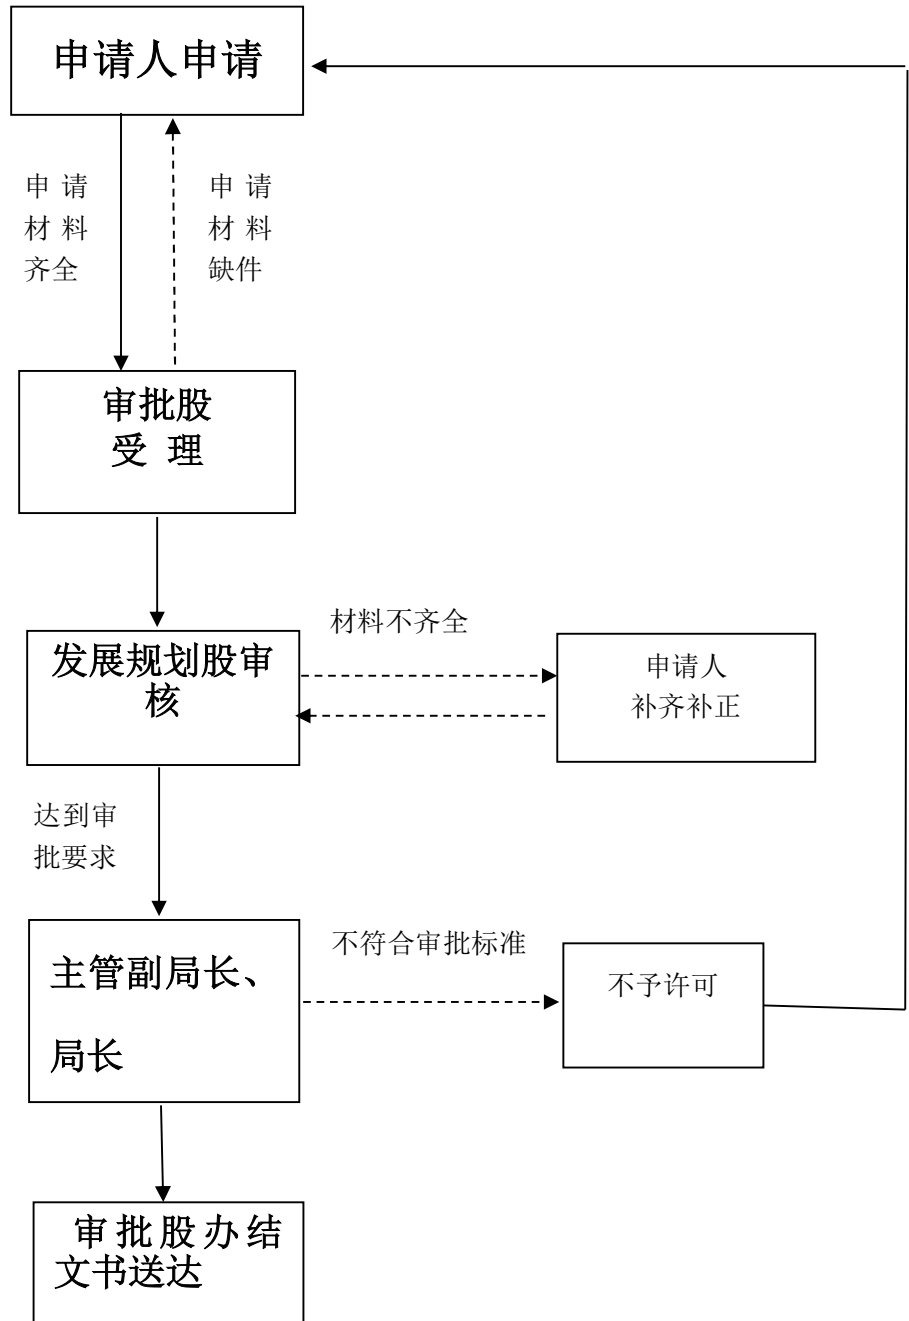 申请人申请
申请
材料
齐全
申请
材料
缺件
审批股
受 理
发展规划股审
核
材料不齐全
申请人
补齐补正
达到审
批要求
主管副局长、
局长
不符合审批标准
不予许可
审批股办结
文书送达